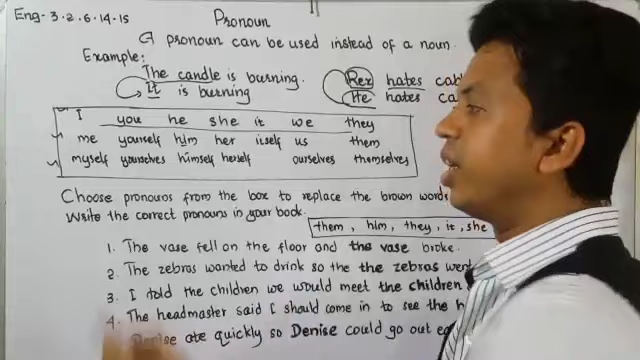 Eng- 3.2.6.14.15
Pronoun
A pronoun can be used instead of a noun.
Example:
The candle is burning.
It is burning
Rex hates
He hates
I you he she it we they
me yourself him her itself us them
myself yourselves himself herself ourselves themselves
Choose pronouns from the box to replace the brown words
Write the correct pronouns in your book.
them, him, they, it, she
1. The vase fell on the floor and the vase broke.
2. The zebras wanted to drink so the the zebras went
3. I told the children we would meet the children
4. The headmaster said I should come in to see the
Denise ate quickly so Denise could go out